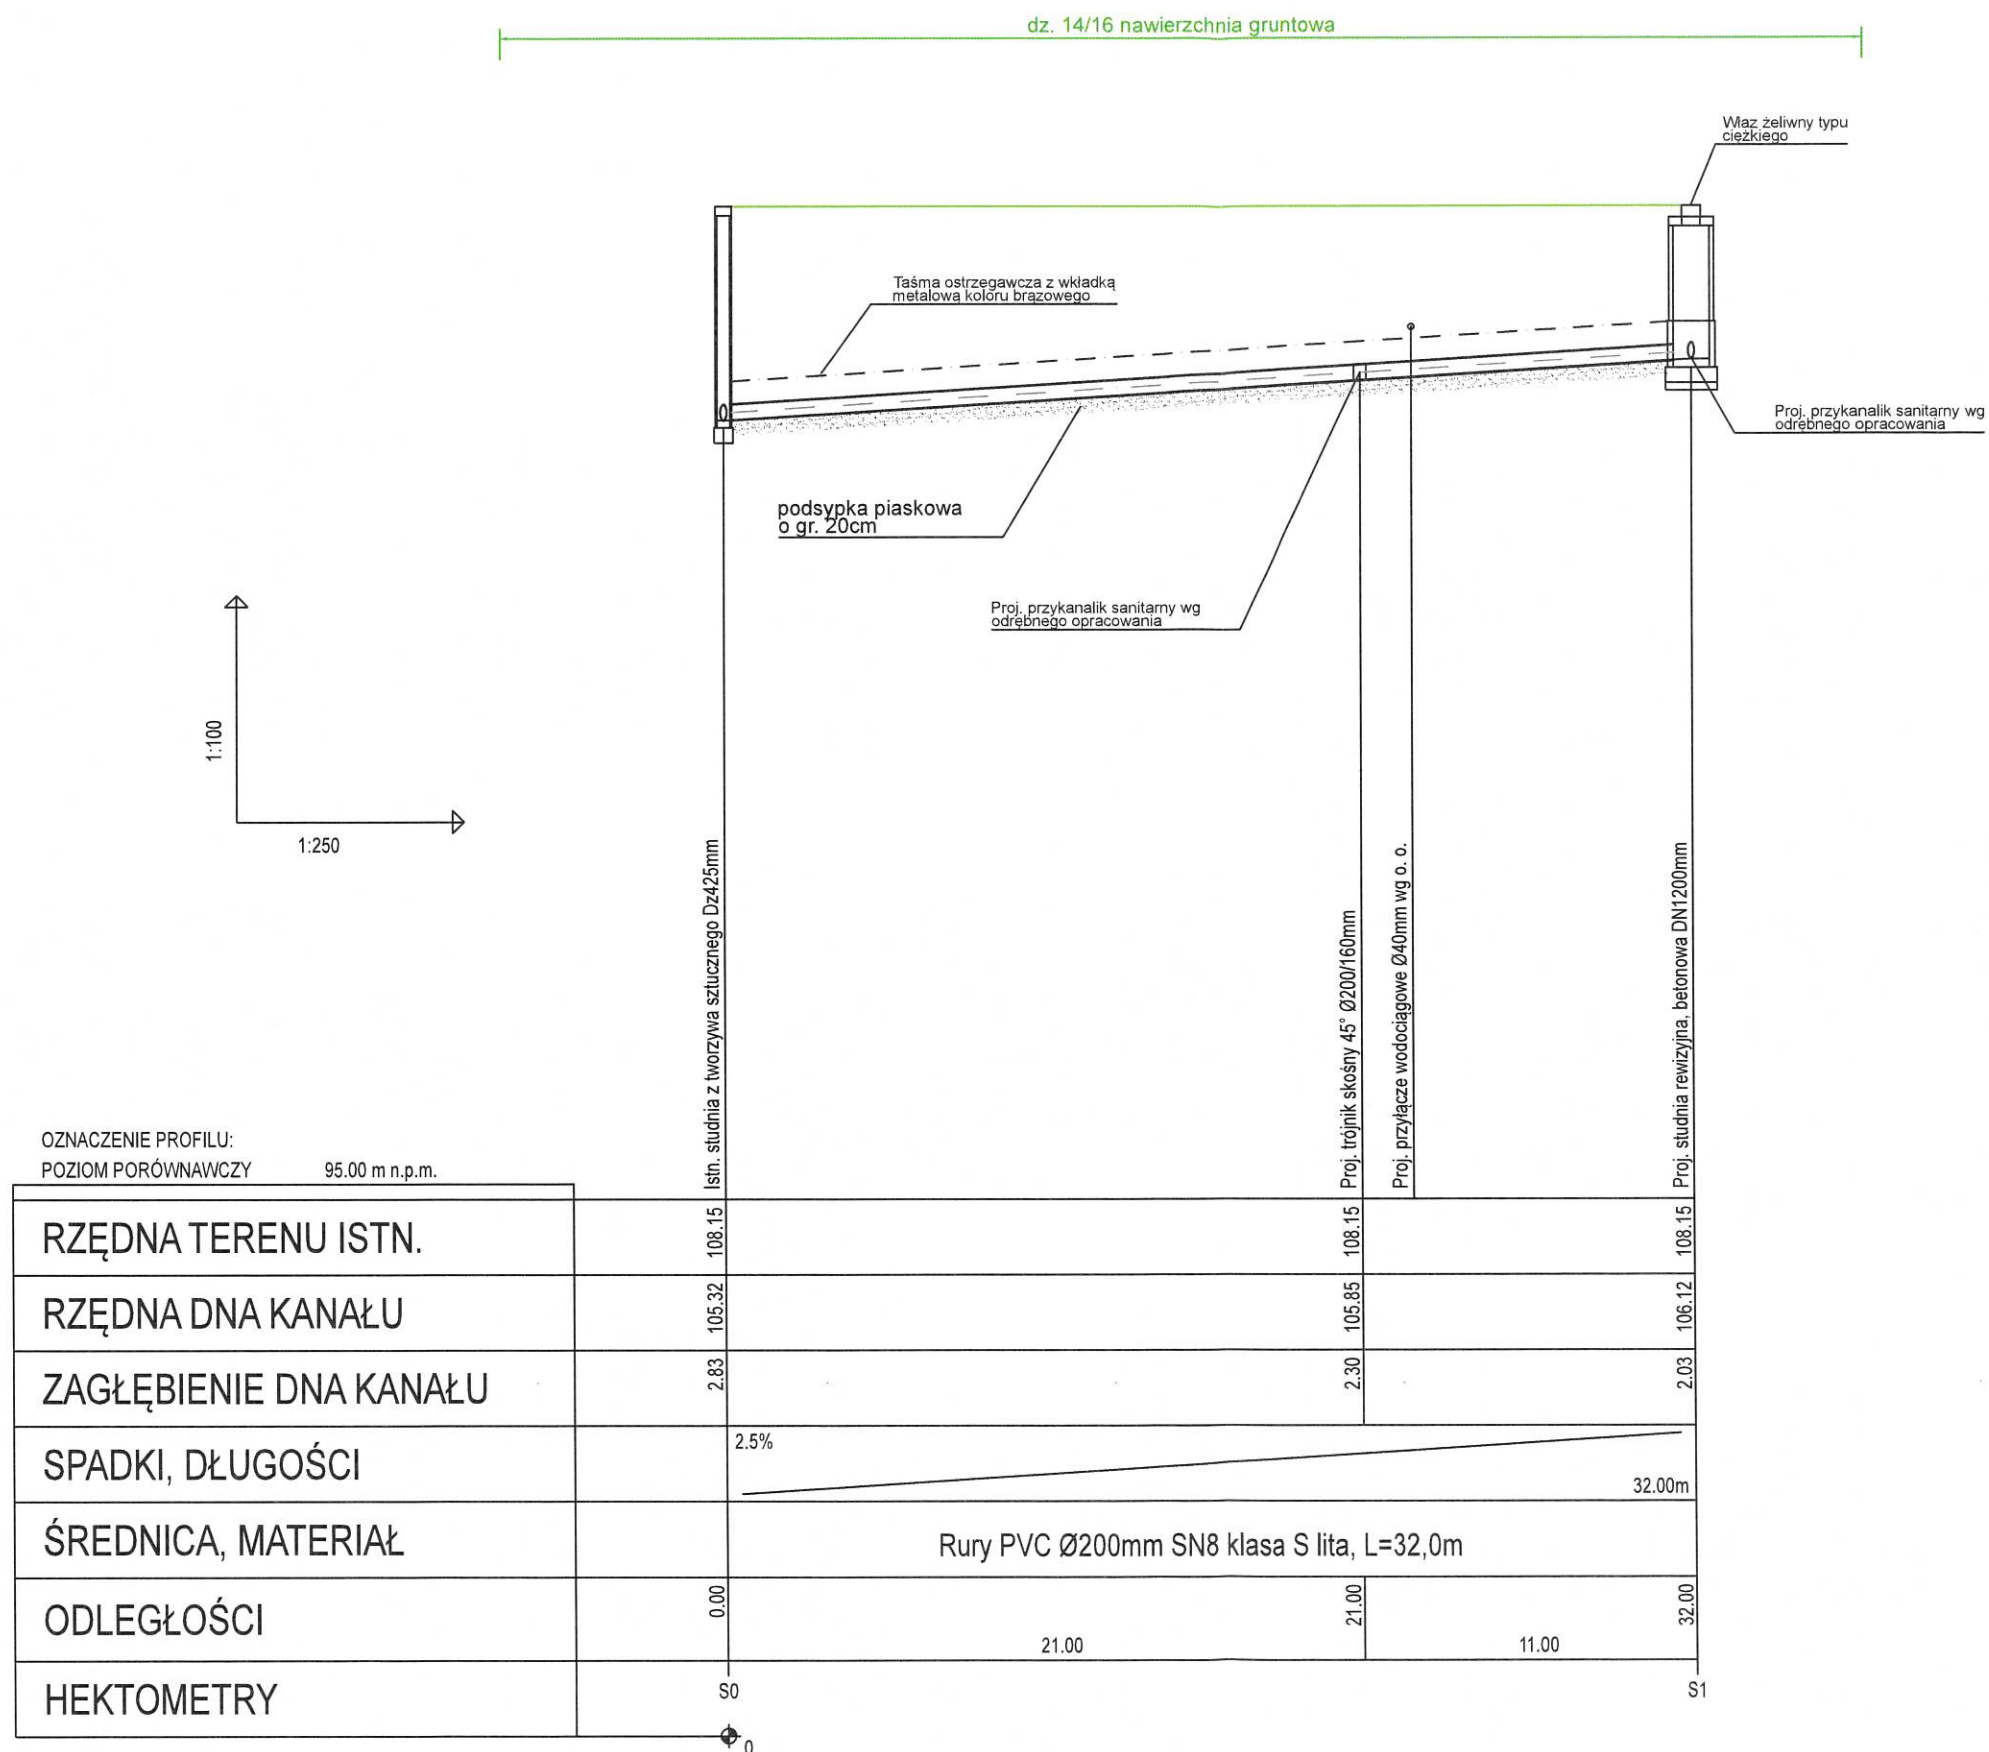 dz. 14/16 nawierzchnia gruntowa
Właz żeliwny typu
ciężkiego
Taśma ostrzegawcza z wkładką
metalową koloru brązowego
Proj. przykanalik sanitarny wg
odrębnego opracowania
podsypka piaskowa
o gr. 20cm
Proj. przykanalik sanitarny wg
odrębnego opracowania
1:100
1:250
Istn. studnia z tworzywa sztucznego Dz425mm
Proj. trójnik skośny 45° Ø200/160mm
Proj. przyłącze wodociągowe Ø40mm wg o. o.
Proj. studnia rewizyjna, betonowa DN1200mm
OZNACZENIE PROFILU:
POZIOM PORÓWNAWCZY 95.00 m n.p.m.
RZĘDNA TERENU ISTN. 108.15 108.15 108.15
RZĘDNA DNA KANAŁU 105.32 105.85 106.12
ZAGŁĘBIENIE DNA KANAŁU 2.83 2.30 2.03
SPADKI, DŁUGOŚCI 2.5% 32.00m
ŚREDNICA, MATERIAŁ Rury PVC Ø200mm SN8 klasa S lita, L=32,0m
ODLEGŁOŚCI 0.00 21.00 32.00
21.00 11.00
HEKTOMETRY S0 S1
0